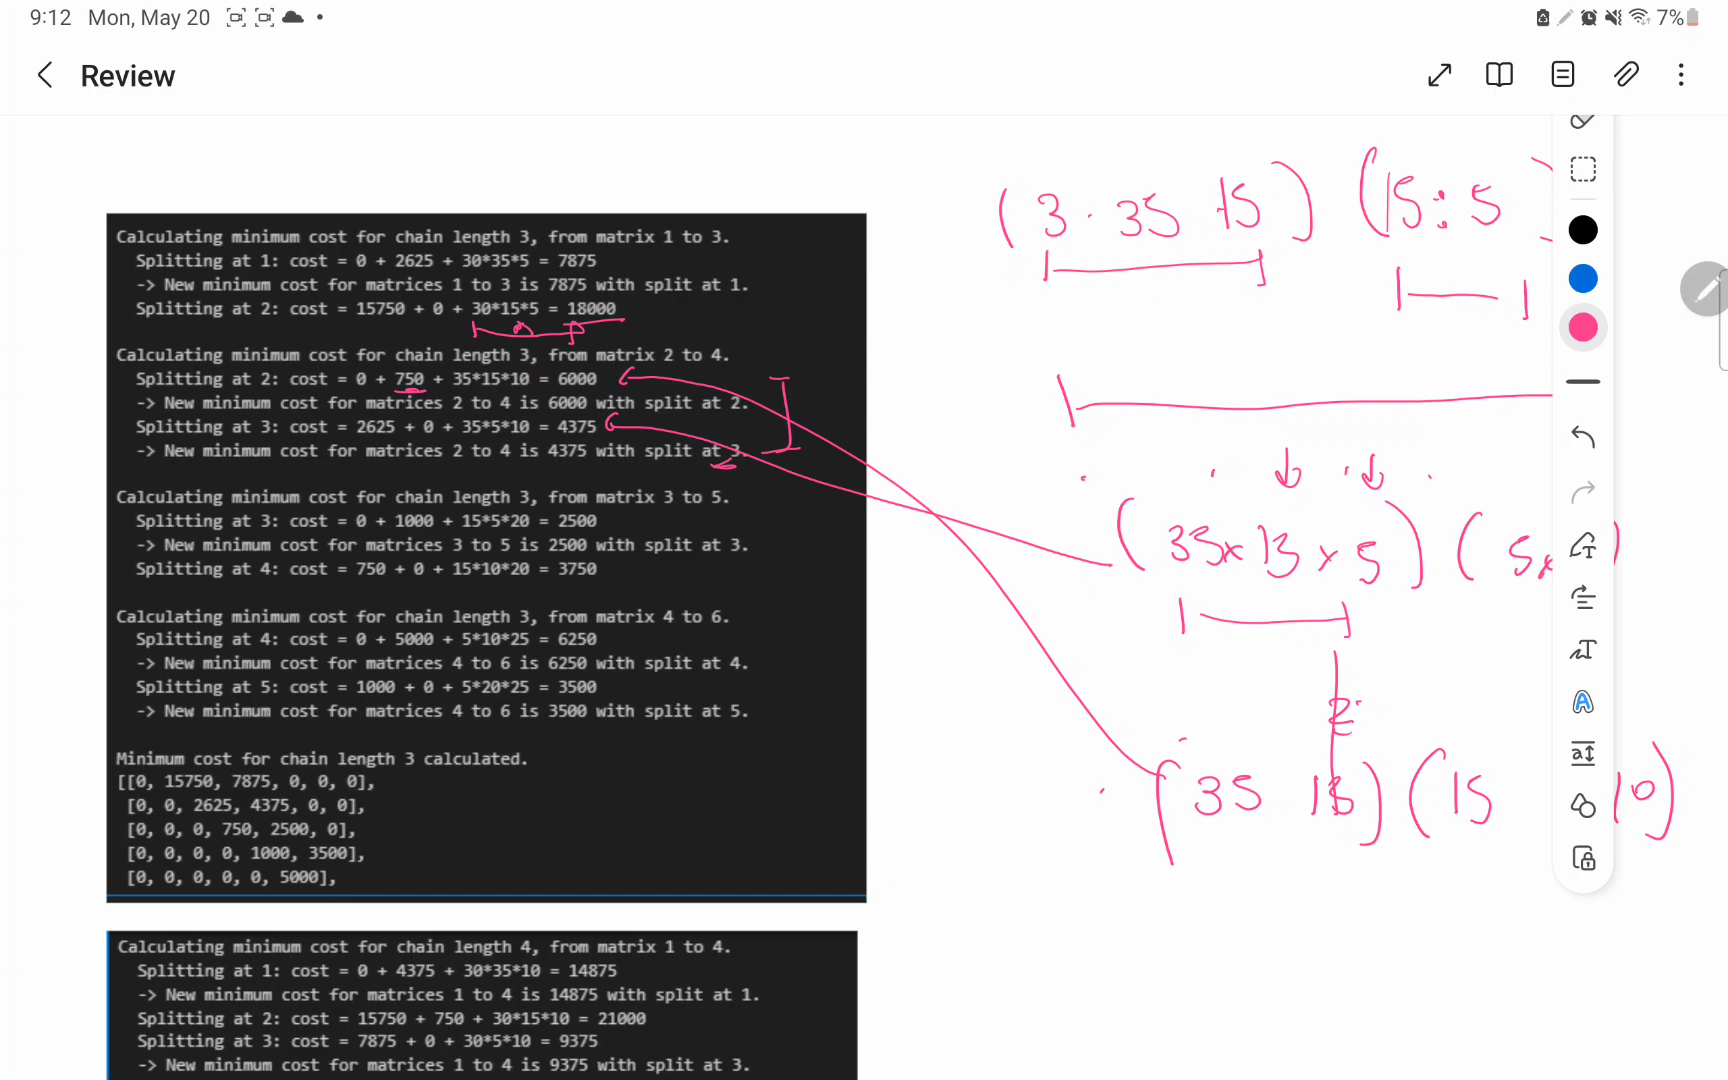 9:12 Mon, May 20
7%
Review
Calculating minimum cost for chain length 3, from matrix 1 to 3.
Splitting at 1: cost = 0 + 2625 + 30*35*5 = 7875
-> New minimum cost for matrices 1 to 3 is 7875 with split at 1.
Splitting at 2: cost = 15750 + 0 + 30*15*5 = 18000
Calculating minimum cost for chain length 3, from matrix 2 to 4.
Splitting at 2: cost = 0 + 750 + 35*15*10 = 6000
-> New minimum cost for matrices 2 to 4 is 6000 with split at 2.
Splitting at 3: cost = 2625 + 0 + 35*5*10 = 4375
-> New minimum cost for matrices 2 to 4 is 4375 with split at 3.
Calculating minimum cost for chain length 3, from matrix 3 to 5.
Splitting at 3: cost = 0 + 1000 + 15*5*20 = 2500
-> New minimum cost for matrices 3 to 5 is 2500 with split at 3.
Splitting at 4: cost = 750 + 0 + 15*10*20 = 3750
Calculating minimum cost for chain length 3, from matrix 4 to 6.
Splitting at 4: cost = 0 + 5000 + 5*10*25 = 6250
-> New minimum cost for matrices 4 to 6 is 6250 with split at 4.
Splitting at 5: cost = 1000 + 0 + 5*20*25 = 3500
-> New minimum cost for matrices 4 to 6 is 3500 with split at 5.
Minimum cost for chain length 3 calculated.
[[0, 15750, 7875, 0, 0, 0],
[0, 0, 2625, 4375, 0, 0],
[0, 0, 0, 750, 2500, 0],
[0, 0, 0, 0, 1000, 3500],
[0, 0, 0, 0, 0, 5000],
Calculating minimum cost for chain length 4, from matrix 1 to 4.
Splitting at 1: cost = 0 + 4375 + 30*35*10 = 14875
-> New minimum cost for matrices 1 to 4 is 14875 with split at 1.
Splitting at 2: cost = 15750 + 750 + 30*15*10 = 21000
Splitting at 3: cost = 7875 + 0 + 30*5*10 = 9375
-> New minimum cost for matrices 1 to 4 is 9375 with split at 3.
(3 · 35 · 15) (15 : 5
(35 x 13 x 5) (5x
2
(35 15) (15 10)